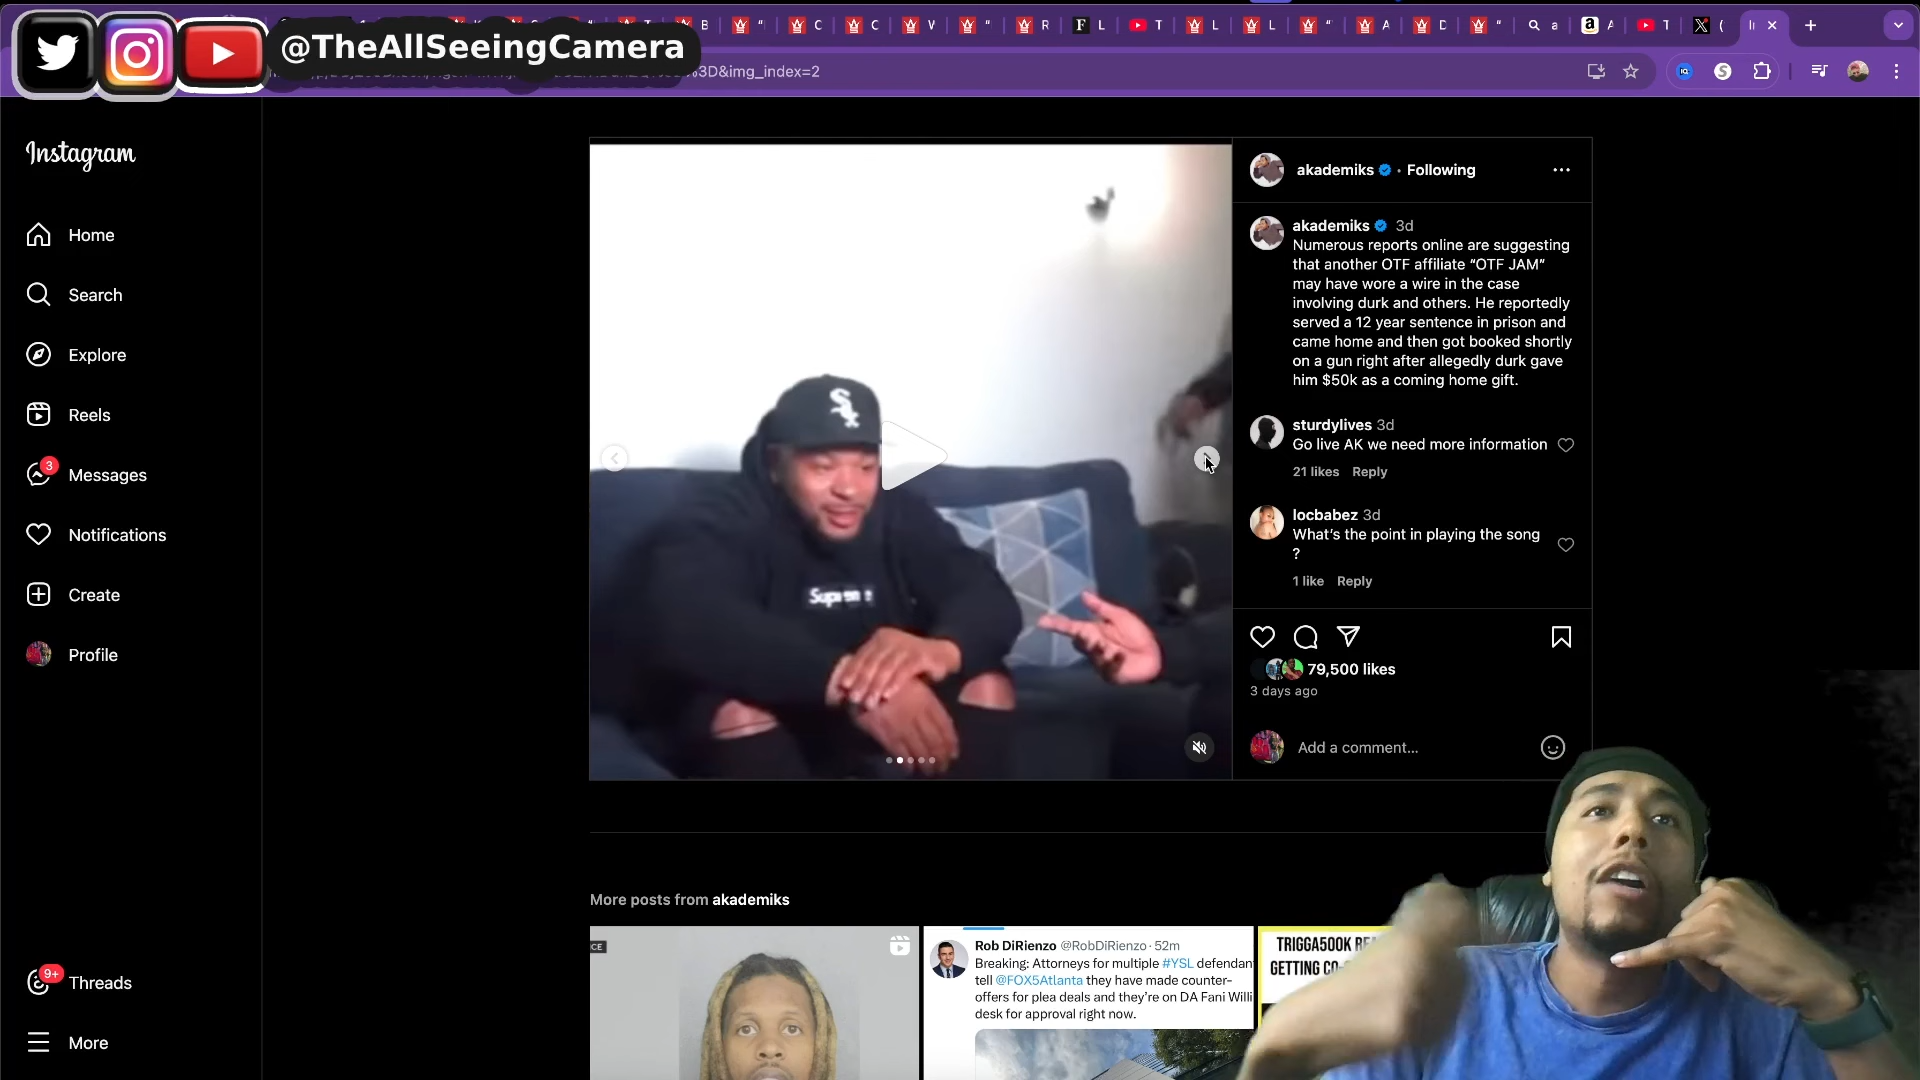 @TheAllSeeingCamera
3D&img_index=2
Instagram
Home
Search
Explore
Reels
3
Messages
Notifications
Create
Profile
9+
Threads
More
akademiks • Following
akademiks 3d
Numerous reports online are suggesting
that another OTF affiliate “OTF JAM”
may have wore a wire in the case
involving durk and others. He reportedly
served a 12 year sentence in prison and
came home and then got booked shortly
on a gun right after allegedly durk gave
him $50k as a coming home gift.
sturdylives 3d
Go live AK we need more information
21 likes Reply
locbabez 3d
What’s the point in playing the song
?
1 like Reply
79,500 likes
3 days ago
Add a comment...
Supreme
More posts from akademiks
CE
Rob DiRienzo @RobDiRienzo · 52m
Breaking: Attorneys for multiple #YSL defendan
tell @FOX5Atlanta they have made counter-
offers for plea deals and they’re on DA Fani Willi
desk for approval right now.
TRIGGA500K RE
GETTING CO